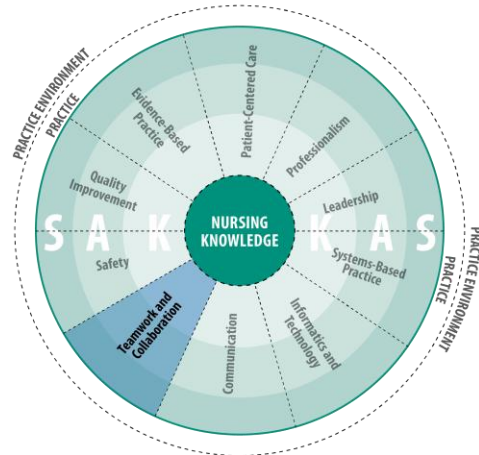 PRACTICE ENVIRONMENT
PRACTICE
Evidence-Based
Practice
Patient-Centered Care
Professionalism
Quality
Improvement
Leadership
S A K
NURSING
KNOWLEDGE
K A S
Safety
Systems-Based
Practice
Teamwork and
Collaboration
Communication
Informatics and
Technology
PRACTICE
PRACTICE ENVIRONMENT